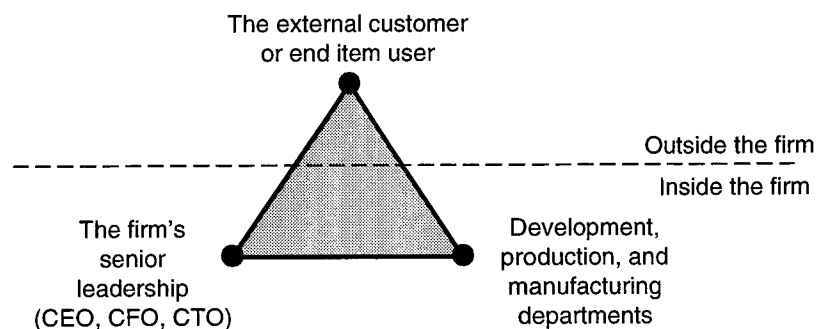 The external customer
or end item user
Outside the firm
Inside the firm
The firm's
senior
leadership
(CEO, CFO, CTO)
Development,
production, and
manufacturing
departments